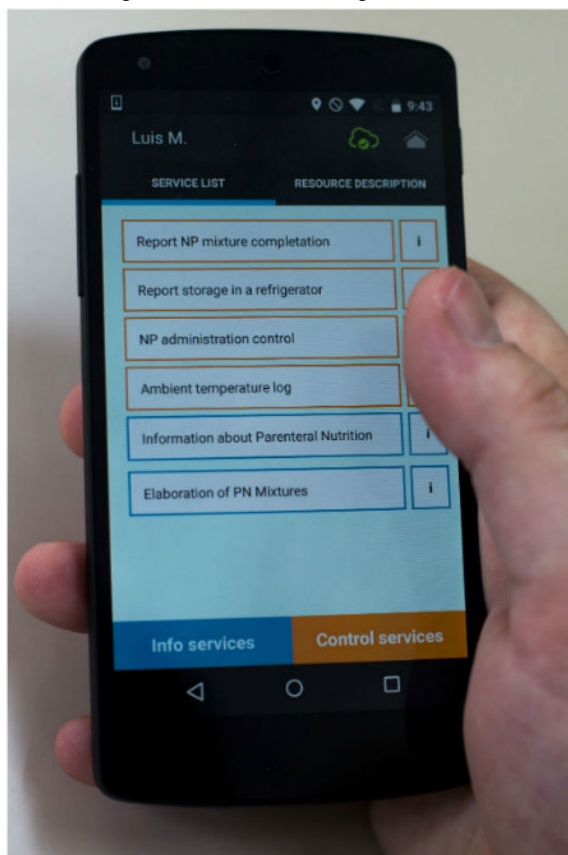 9:43
Luis M.
SERVICE LIST RESOURCE DESCRIPTION
Report NP mixture completion i
Report storage in a refrigerator
NP administration control
Ambient temperature log
Information about Parenteral Nutrition i
Elaboration of PN Mixtures i
Info services Control services